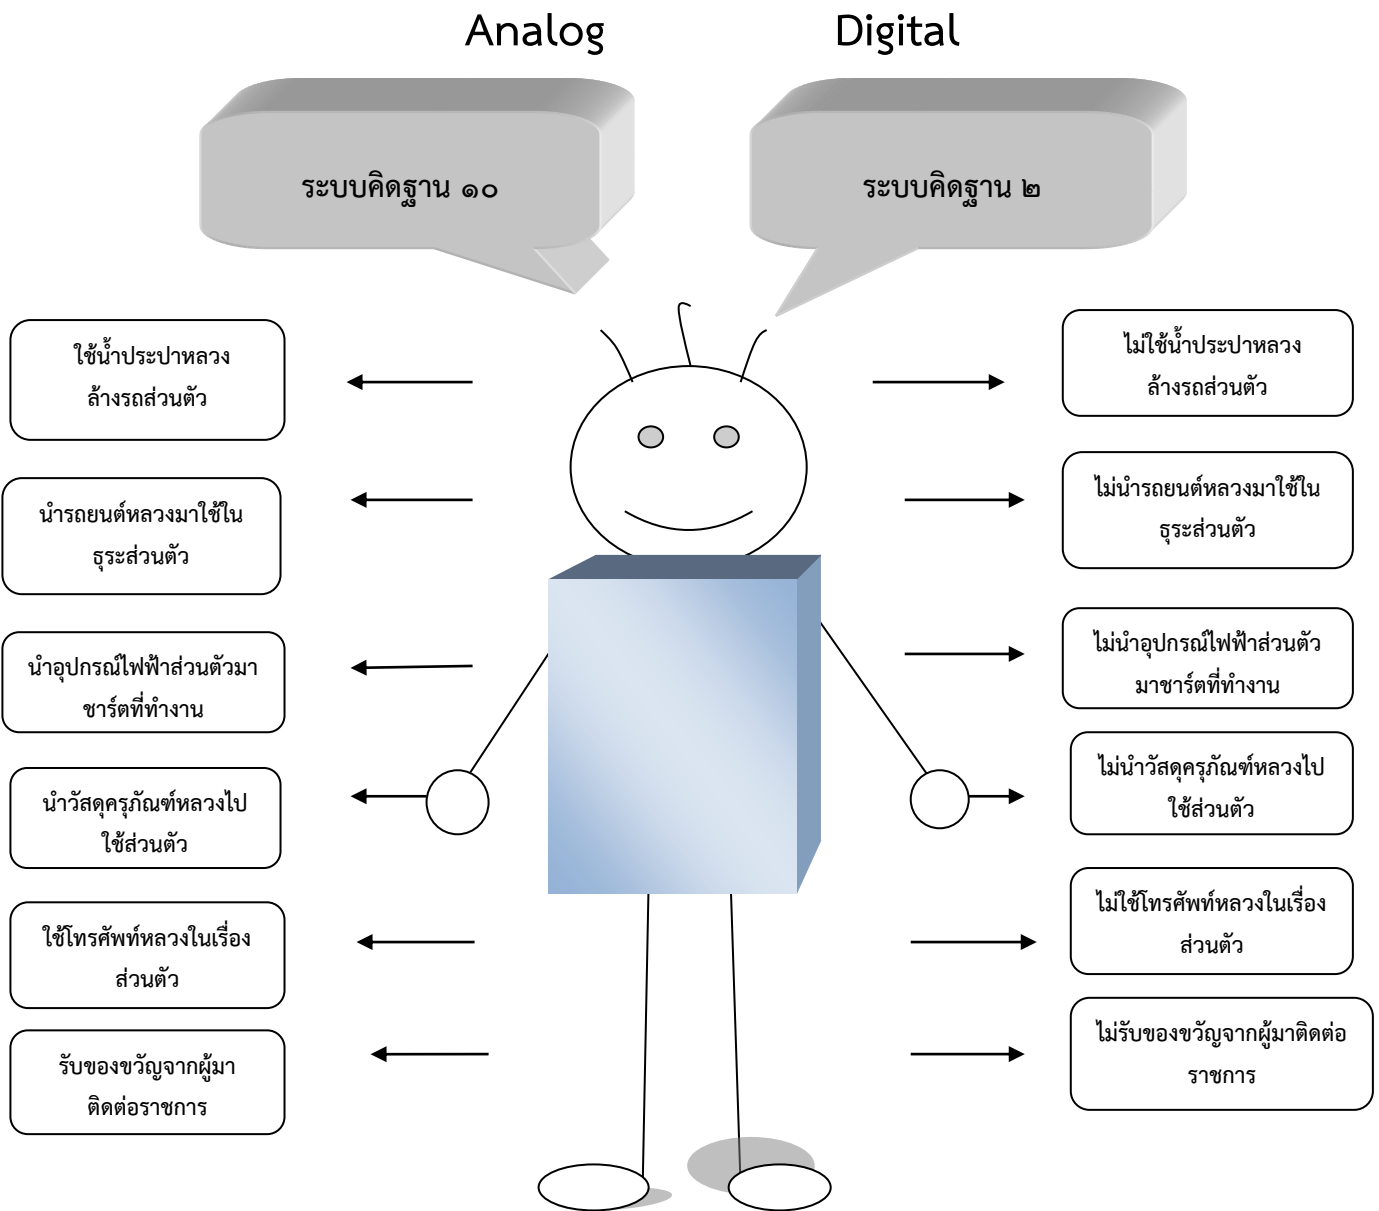 Analog
Digital
ระบบคิดฐาน ๑๐
ระบบคิดฐาน ๒
ใช้น้ำประปาหลวง
ล้างรถส่วนตัว
นำรถยนต์หลวงมาใช้ใน
ธุระส่วนตัว
นำอุปกรณ์ไฟฟ้าส่วนตัวมา
ชาร์ตที่ทำงาน
นำวัสดุครุภัณฑ์หลวงไป
ใช้ส่วนตัว
ใช้โทรศัพท์หลวงในเรื่อง
ส่วนตัว
รับของขวัญจากผู้มา
ติดต่อราชการ
ไม่ใช้น้ำประปาหลวง
ล้างรถส่วนตัว
ไม่นำรถยนต์หลวงมาใช้ใน
ธุระส่วนตัว
ไม่นำอุปกรณ์ไฟฟ้าส่วนตัว
มาชาร์ตที่ทำงาน
ไม่นำวัสดุครุภัณฑ์หลวงไป
ใช้ส่วนตัว
ไม่ใช้โทรศัพท์หลวงในเรื่อง
ส่วนตัว
ไม่รับของขวัญจากผู้มาติดต่อ
ราชการ